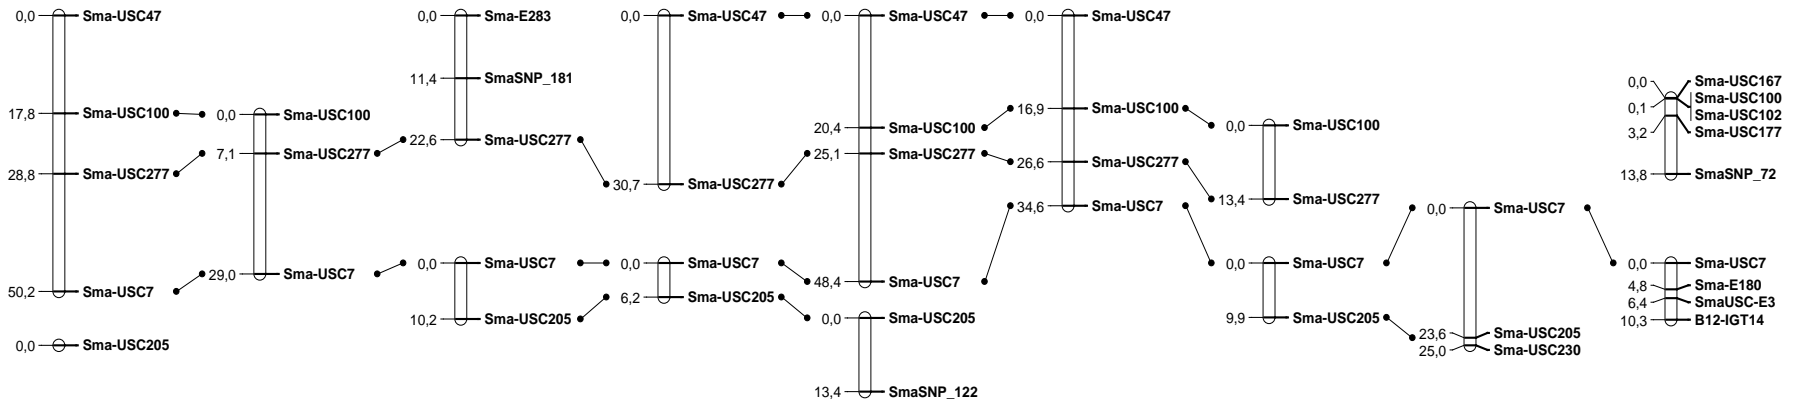 0,0 Sma-USC47
17,8 Sma-USC100
28,8 Sma-USC277
50,2 Sma-USC7
0,0 Sma-USC205
0,0 Sma-USC100
7,1 Sma-USC277
29,0 Sma-USC7
0,0 Sma-E283
11,4 SmaSNP_181
22,6 Sma-USC277
0,0 Sma-USC7
10,2 Sma-USC205
0,0 Sma-USC47
30,7 Sma-USC277
0,0 Sma-USC7
6,2 Sma-USC205
0,0 Sma-USC47
20,4 Sma-USC100
25,1 Sma-USC277
48,4 Sma-USC7
0,0 Sma-USC205
13,4 SmaSNP_122
0,0 Sma-USC47
16,9 Sma-USC100
26,6 Sma-USC277
34,6 Sma-USC7
0,0 Sma-USC100
13,4 Sma-USC277
0,0 Sma-USC7
9,9 Sma-USC205
0,0 Sma-USC7
23,6 Sma-USC205
25,0 Sma-USC230
0,0 Sma-USC167
0,1 Sma-USC100
Sma-USC102
3,2 Sma-USC177
13,8 SmaSNP_72
0,0 Sma-USC7
4,8 Sma-E180
6,4 SmaUSC-E3
10,3 B12-IGT14